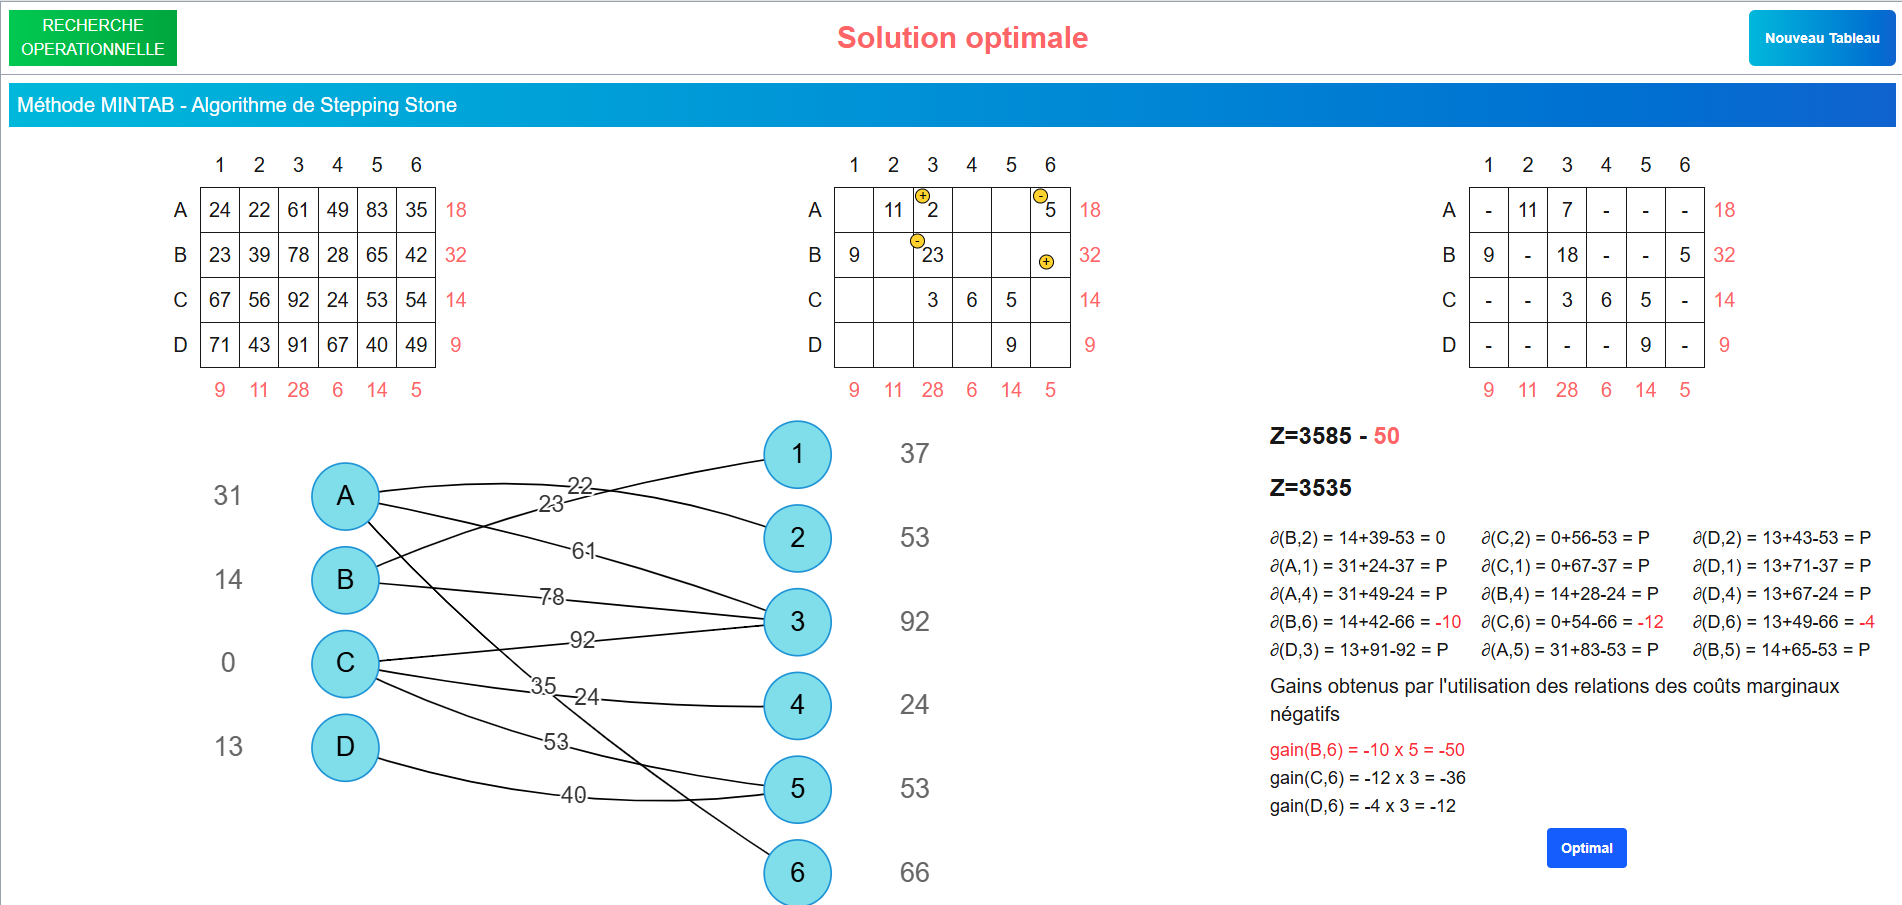 RECHERCHE
OPERATIONNELLE
Solution optimale
Nouveau Tableau
Méthode MINTAB - Algorithme de Stepping Stone
1 2 3 4 5 6
A 24 22 61 49 83 35 18
B 23 39 78 28 65 42 32
C 67 56 92 24 53 54 14
D 71 43 91 67 40 49 9
9 11 28 6 14 5
1 2 3 4 5 6
A 11 + 2 - 5 18
B 9 - 23 + 32
C 3 6 5 14
D 9 9
9 11 28 6 14 5
1 2 3 4 5 6
A - 11 7 - - - 18
B 9 - 18 - - 5 32
C - - 3 6 5 - 14
D - - - - 9 - 9
9 11 28 6 14 5
31 A
14 B
0 C
13 D
22
23
61
78
92
35
24
53
40
1 37
2 53
3 92
4 24
5 53
6 66
Z=3585 - 50
Z=3535
∂(B,2) = 14+39-53 = 0 ∂(C,2) = 0+56-53 = P ∂(D,2) = 13+43-53 = P
∂(A,1) = 31+24-37 = P ∂(C,1) = 0+67-37 = P ∂(D,1) = 13+71-37 = P
∂(A,4) = 31+49-24 = P ∂(B,4) = 14+28-24 = P ∂(D,4) = 13+67-24 = P
∂(B,6) = 14+42-66 = -10 ∂(C,6) = 0+54-66 = -12 ∂(D,6) = 13+49-66 = -4
∂(D,3) = 13+91-92 = P ∂(A,5) = 31+83-53 = P ∂(B,5) = 14+65-53 = P
Gains obtenus par l'utilisation des relations des coûts marginaux
négatifs
gain(B,6) = -10 x 5 = -50
gain(C,6) = -12 x 3 = -36
gain(D,6) = -4 x 3 = -12
Optimal